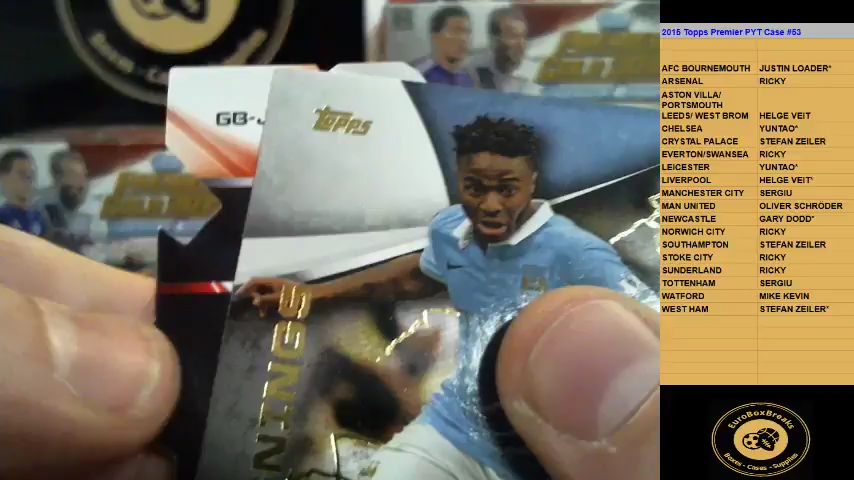 2015 Topps Premier PYT Case #53
AFC BOURNEMOUTH JUSTIN LOADER*
ARSENAL RICKY
ASTON VILLA/
PORTSMOUTH
LEEDS/ WEST BROM HELGE VEIT
CHELSEA YUNTAO*
CRYSTAL PALACE STEFAN ZEILER
EVERTON/SWANSEA RICKY
LEICESTER YUNTAO*
LIVERPOOL HELGE VEIT*
MANCHESTER CITY SERGIU
MAN UNITED OLIVER SCHRÖDER
NEWCASTLE GARY DODD*
NORWICH CITY RICKY
SOUTHAMPTON STEFAN ZEILER
STOKE CITY RICKY
SUNDERLAND RICKY
TOTTENHAM SERGIU
WATFORD MIKE KEVIN
WEST HAM STEFAN ZEILER*
GB-J
Topps
NINGS
EuroBoxBreaks
Boxes - Cases - Supplies